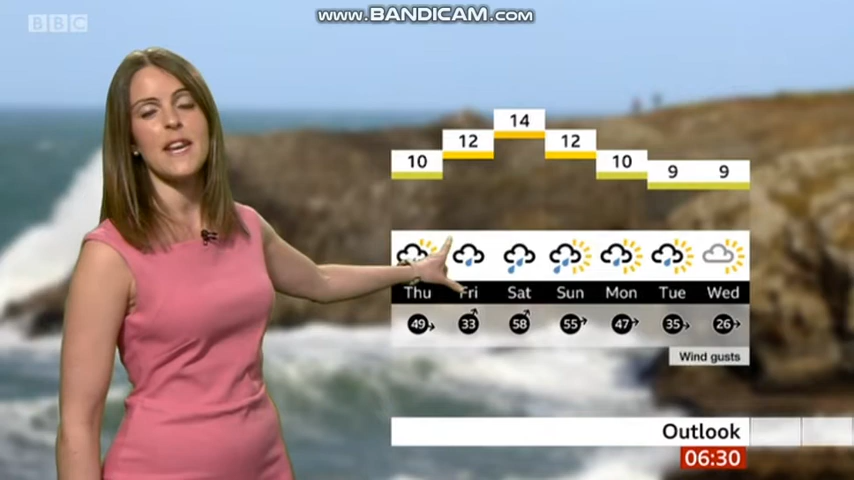 BBC
www.BANDICAM.com
14
12 12
10 10
9 9
Thu Fri Sat Sun Mon Tue Wed
49 33 58 55 47 35 26
Wind gusts
Outlook
06:30